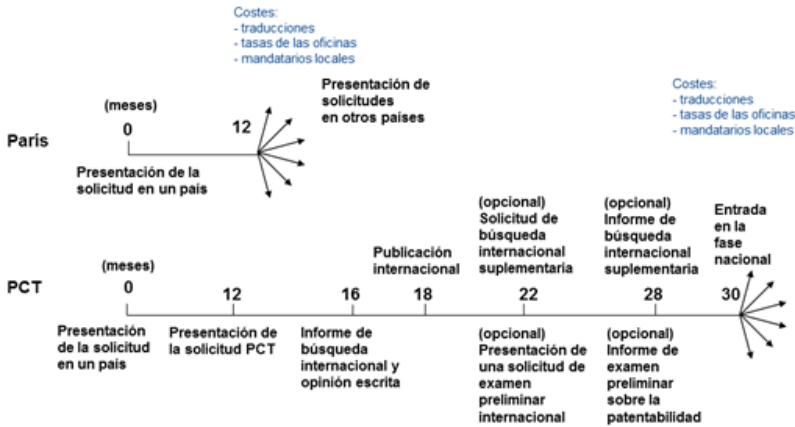 Costes:
- traducciones
- tasas de las oficinas
- mandatarios locales
Presentación de
solicitudes
en otros países
(meses)
0
12
París
Presentación de la
solicitud en un país
Costes:
- traducciones
- tasas de las oficinas
- mandatarios locales
(opcional)
Solicitud de
búsqueda
internacional
suplementaria
(opcional)
Informe de
búsqueda
internacional
suplementaria
Entrada
en la
fase
nacional
Publicación
internacional
(meses)
PCT
0
12
16
18
22
28
30
Presentación
de la solicitud
en un país
Presentación de
la solicitud PCT
Informe de
búsqueda
internacional y
opinión escrita
(opcional)
Presentación de
una solicitud de
examen
preliminar
internacional
(opcional)
Informe de
examen
preliminar
sobre la
patentabilidad